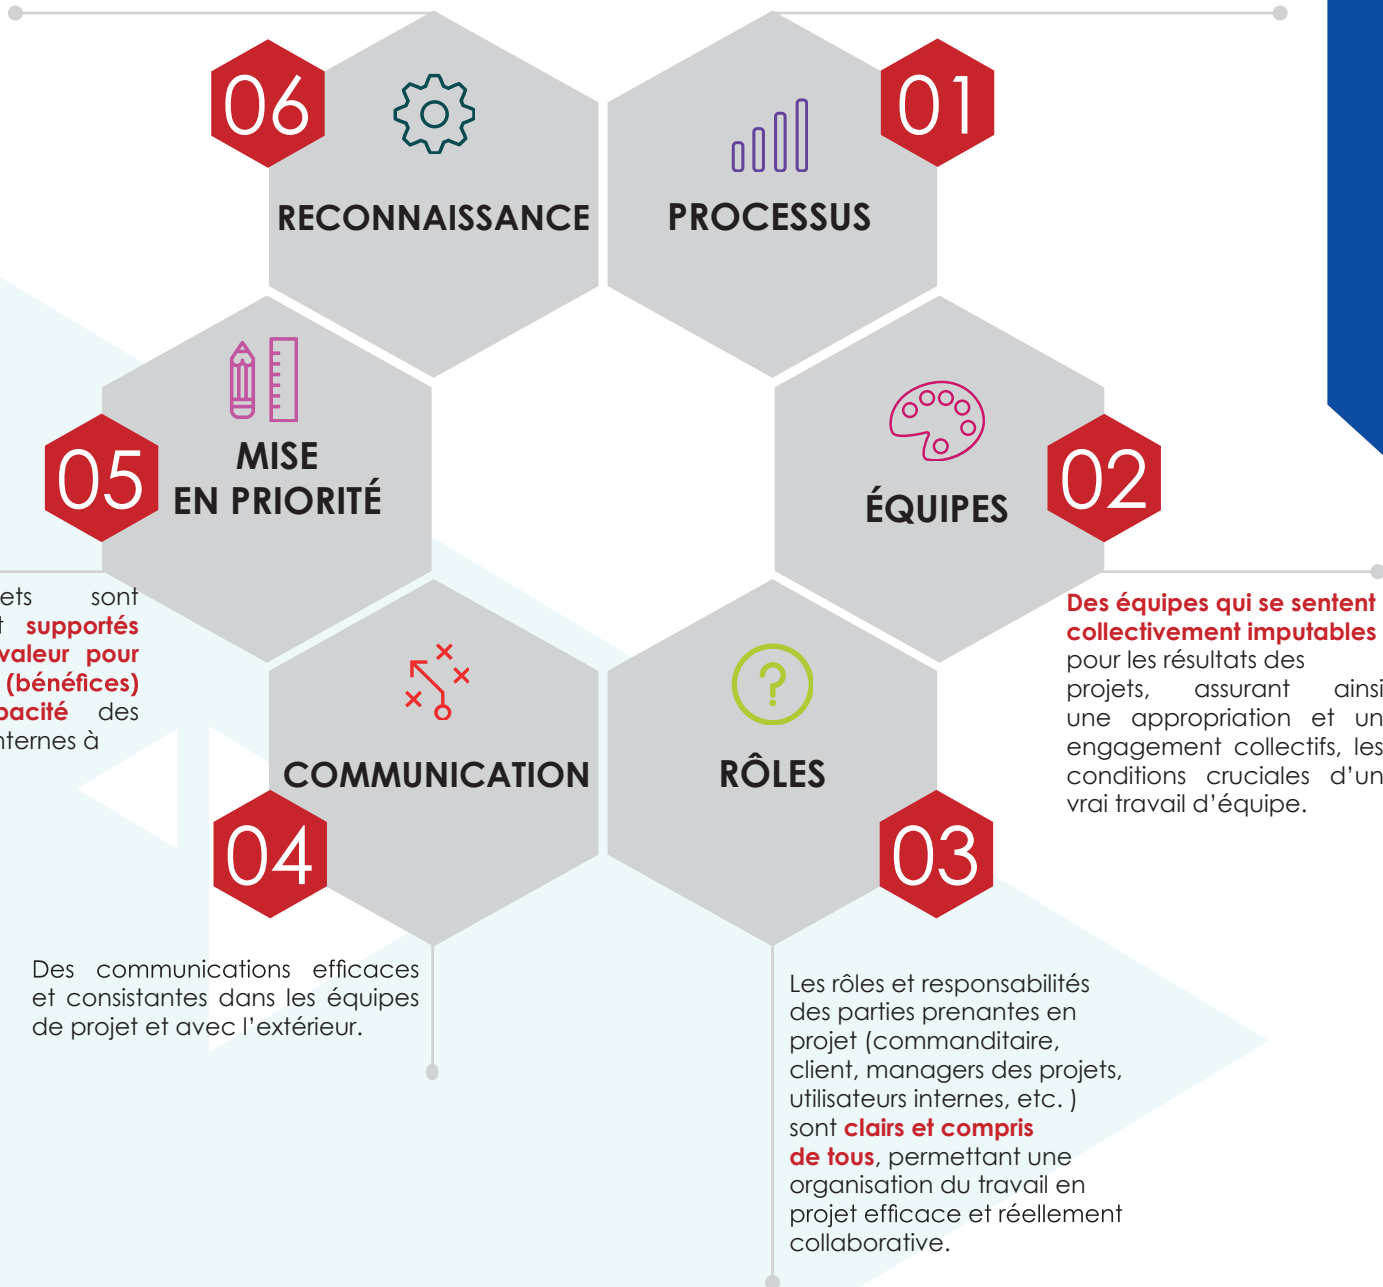 06
RECONNAISSANCE
01
PROCESSUS
05
MISE
EN PRIORITÉ
02
ÉQUIPES
sont
supportés
valeur pour
(bénéfices)
des
à
Des équipes qui se sentent
collectivement imputables
pour les résultats des
projets, assurant ainsi
une appropriation et un
engagement collectifs, les
conditions cruciales d’un
vrai travail d’équipe.
COMMUNICATION
04
RÔLES
03
Des communications efficaces
et consistantes dans les équipes
de projet et avec l’extérieur.
Les rôles et responsabilités
des parties prenantes en
projet (commanditaire,
client, managers des projets,
utilisateurs internes, etc. )
sont clairs et compris
de tous, permettant une
organisation du travail en
projet efficace et réellement
collaborative.